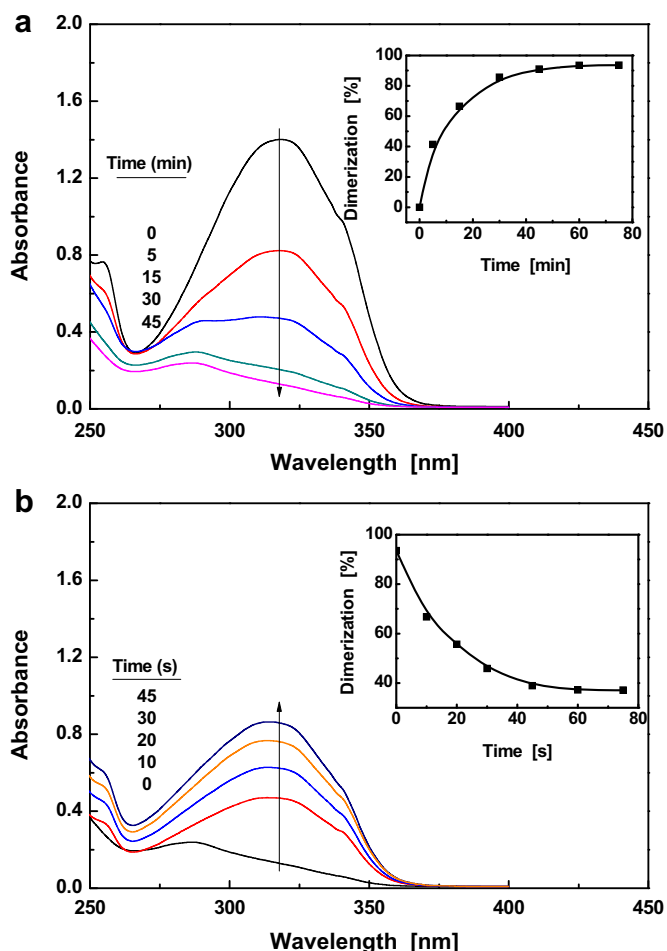 a
2.0
1.6
1.2
0.8
0.4
0.0
Absorbance
Time (min)
0
5
15
30
45
250 300 350 400 450
Wavelength [nm]
100
80
60
40
20
0
Dimerization [%]
0 20 40 60 80
Time [min]
b
2.0
1.6
1.2
0.8
0.4
0.0
Absorbance
Time (s)
45
30
20
10
0
250 300 350 400 450
Wavelength [nm]
100
80
60
40
Dimerization [%]
0 20 40 60 80
Time [s]